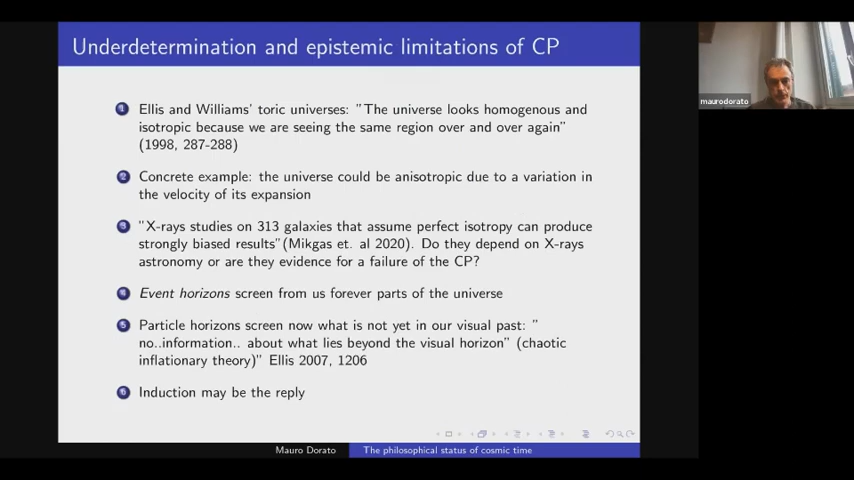 Underdetermination and epistemic limitations of CP
maurodorato
1 Ellis and Williams' toric universes: "The universe looks homogenous and
isotropic because we are seeing the same region over and over again"
(1998, 287-288)
2 Concrete example: the universe could be anisotropic due to a variation in
the velocity of its expansion
3 "X-rays studies on 313 galaxies that assume perfect isotropy can produce
strongly biased results"(Mikgas et. al 2020). Do they depend on X-rays
astronomy or are they evidence for a failure of the CP?
4 Event horizons screen from us forever parts of the universe
5 Particle horizons screen now what is not yet in our visual past: "
no..information.. about what lies beyond the visual horizon" (chaotic
inflationary theory)" Ellis 2007, 1206
6 Induction may be the reply
Mauro Dorato The philosophical status of cosmic time